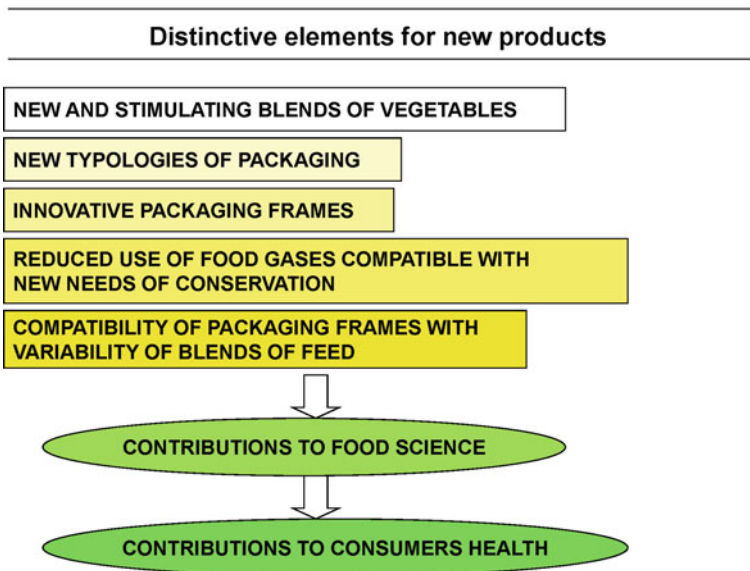 Distinctive elements for new products
NEW AND STIMULATING BLENDS OF VEGETABLES
NEW TYPOLOGIES OF PACKAGING
INNOVATIVE PACKAGING FRAMES
REDUCED USE OF FOOD GASES COMPATIBLE WITH
NEW NEEDS OF CONSERVATION
COMPATIBILITY OF PACKAGING FRAMES WITH
VARIABILITY OF BLENDS OF FEED
CONTRIBUTIONS TO FOOD SCIENCE
CONTRIBUTIONS TO CONSUMERS HEALTH